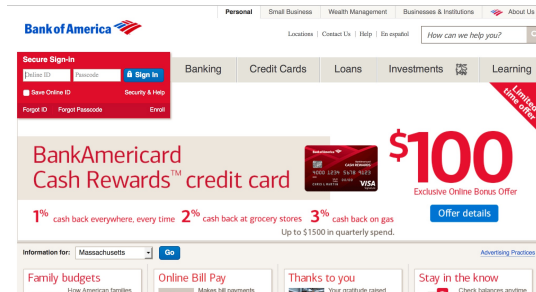 Personal Small Business Wealth Management Businesses & Institutions About Us
Bank of America
Locations Contact Us Help En español How can we help you?
Secure Sign-in
Online ID Passcode Sign In
Banking Credit Cards Loans Investments Learning
Save Online ID Security & Help
Forgot ID Forgot Passcode Enroll
Limited time offer
BankAmericard
Cash Rewards™ credit card
$100
Exclusive Online Bonus Offer
4000 1234 5678 9123
VISA
1% cash back everywhere, every time 2% cash back at grocery stores 3% cash back on gas
Offer details
Up to $1500 in quarterly spend.
Information for: Massachusetts Go Advertising Practices
Family budgets Online Bill Pay Thanks to you Stay in the know
How American families Makes bill payments Your gratitude raised Check balances anytime